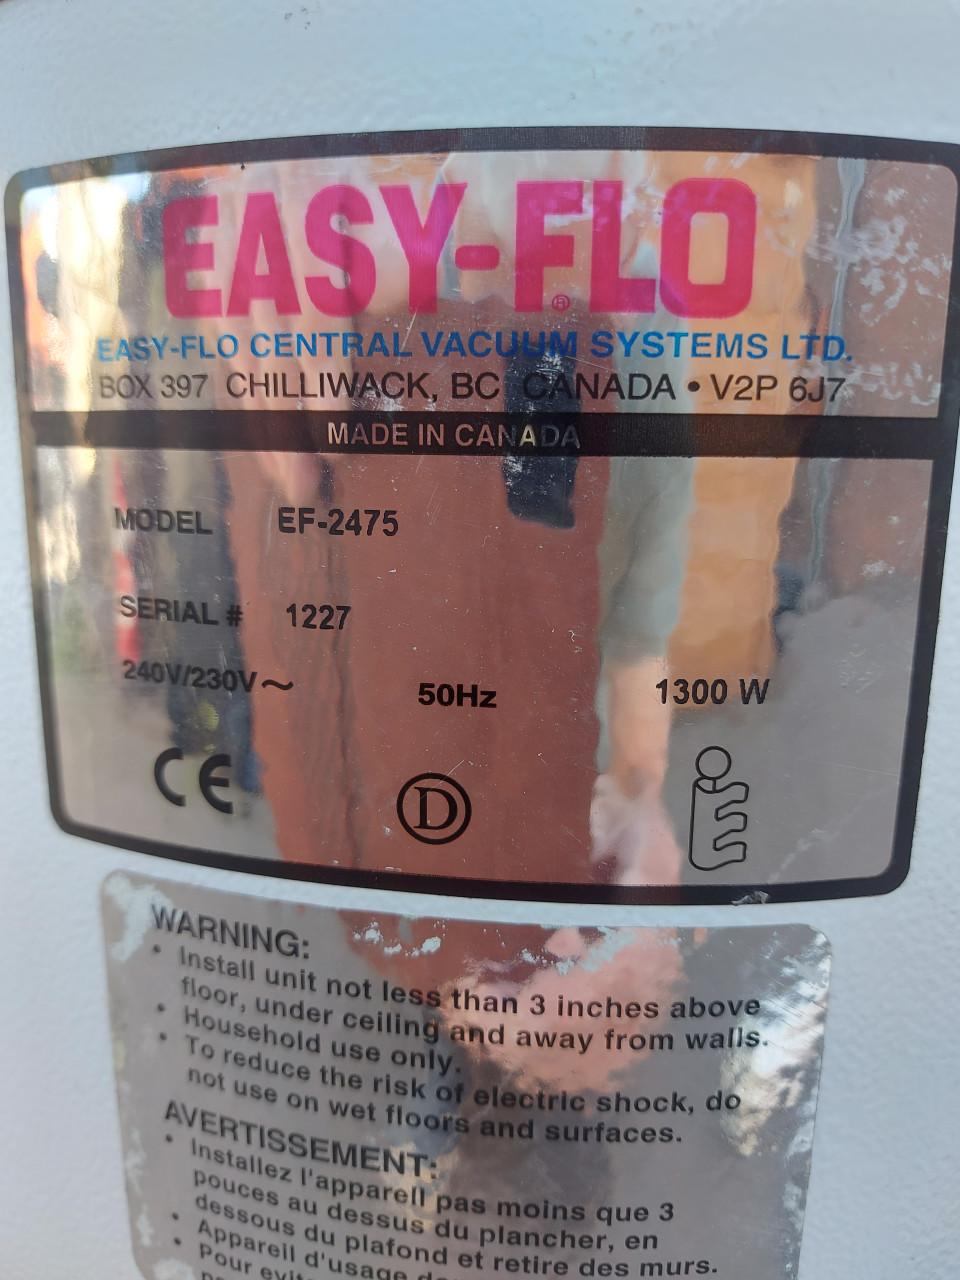 EASY-FLO
®
EASY-FLO CENTRAL VACUUM SYSTEMS LTD.
BOX 397 CHILLIWACK, BC CANADA • V2P 6J7
MADE IN CANADA
MODEL EF-2475
SERIAL # 1227
240V/230V~ 50Hz 1300 W
CE D
WARNING:
• Install unit not less than 3 inches above
floor, under ceiling and away from walls.
• Household use only.
• To reduce the risk of electric shock, do
not use on wet floors and surfaces.
AVERTISSEMENT:
• Installez l'appareil pas moins que 3
pouces au dessus du plancher, en
dessous du plafond et retire des murs.
• Appareil d'usage
• Pour